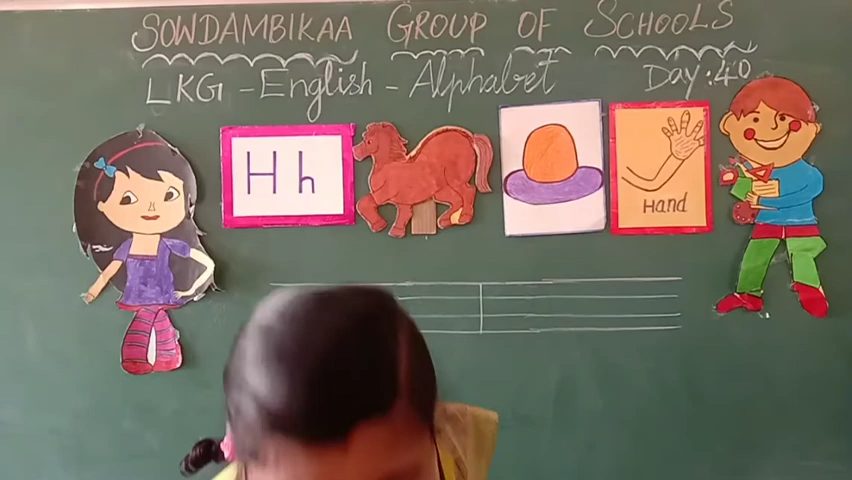 SOWDAMBIKAA GROUP OF SCHOOLS
LKG - English - Alphabet Day : 40
H h
HAnd